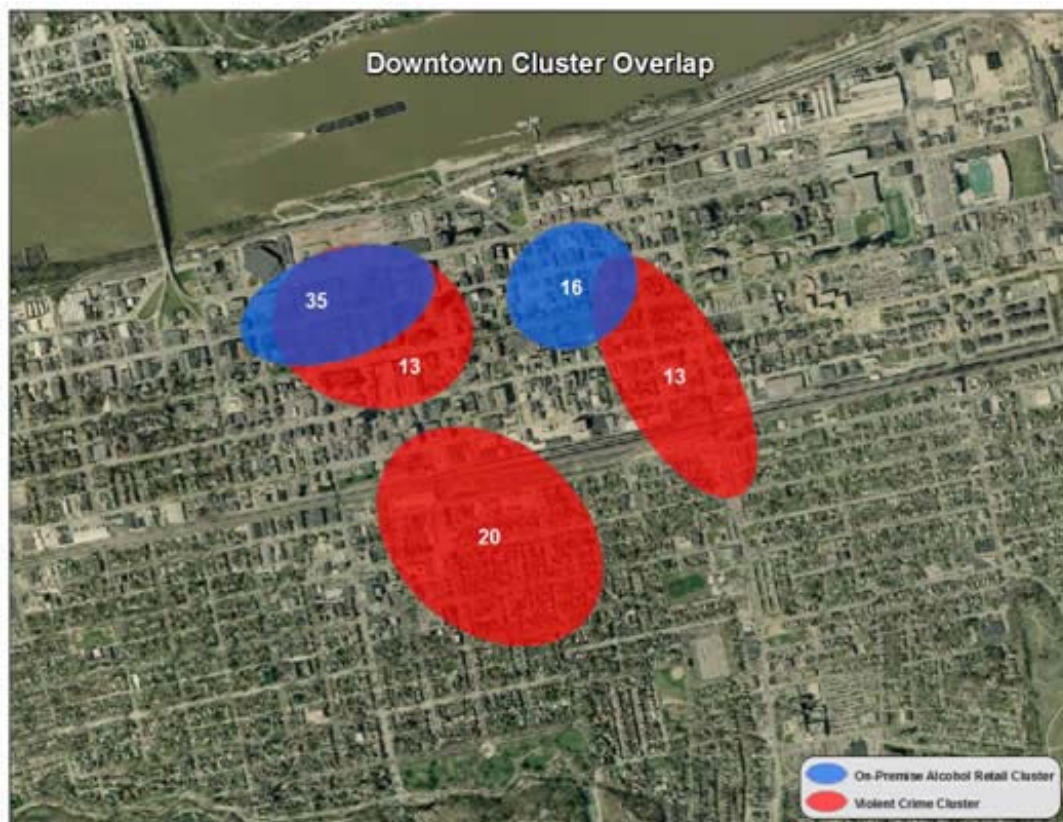 Downtown Cluster Overlap
35
16
13
13
20
On-Premise Alcohol Retail Cluster
Violent Crime Cluster